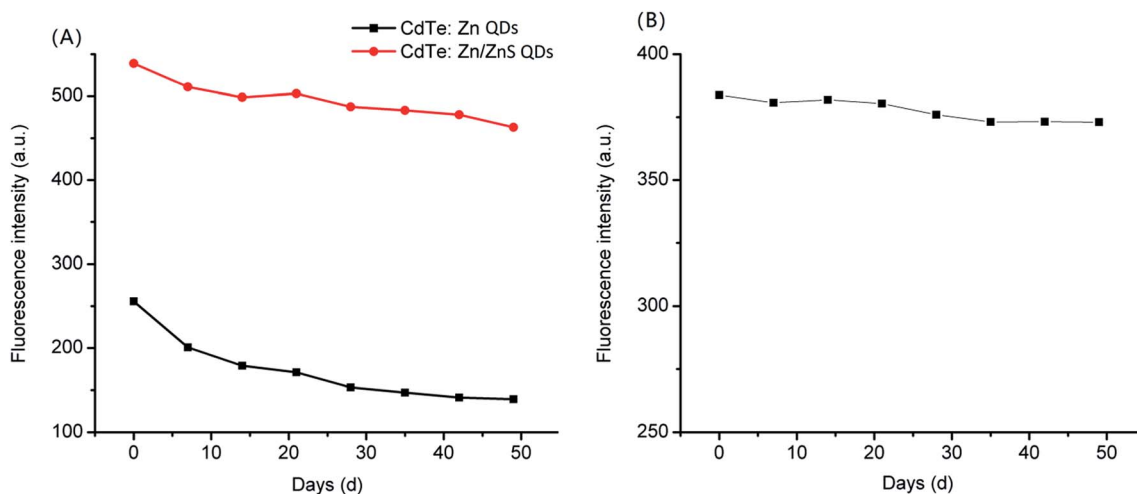 (A)
CdTe: Zn QDs
CdTe: Zn/ZnS QDs
500
400
300
200
100
Fluorescence intensity (a.u.)
0 10 20 30 40 50
Days (d)
(B)
400
350
300
250
Fluorescence intensity (a.u.)
0 10 20 30 40 50
Days (d)